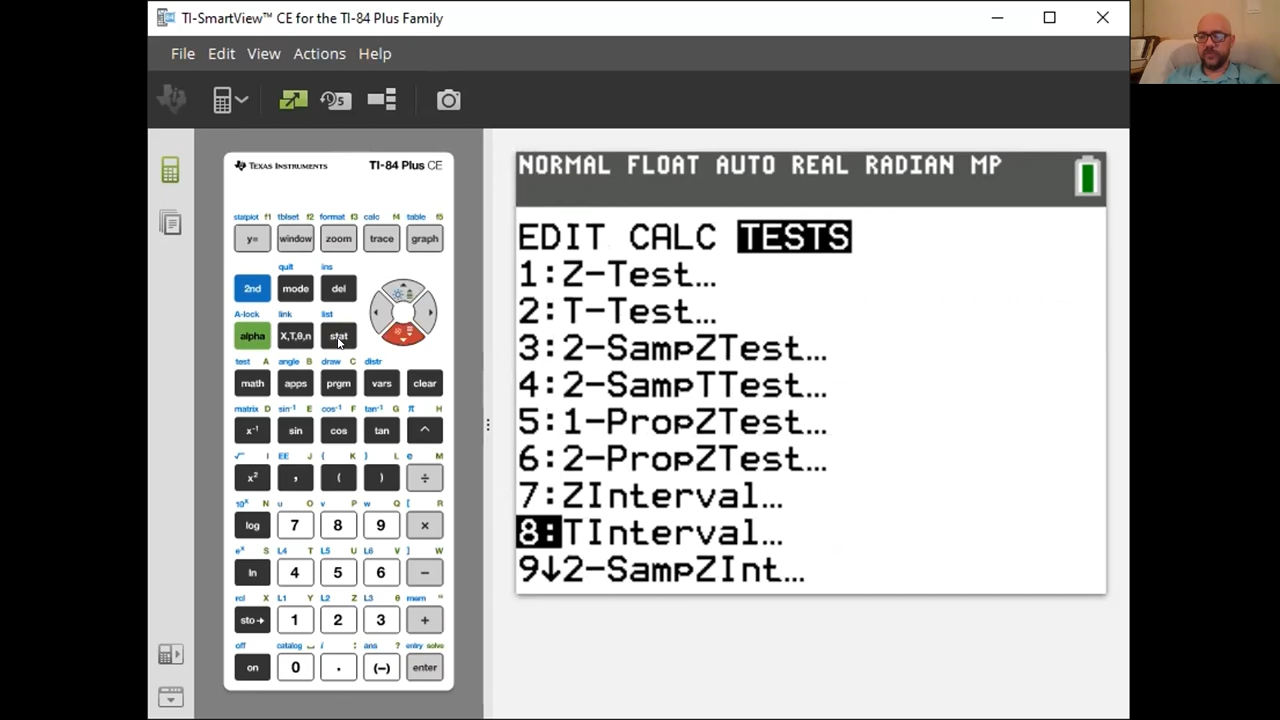 TI-SmartView™ CE for the TI-84 Plus Family
File Edit View Actions Help
TEXAS INSTRUMENTS TI-84 Plus CE
statplot f1 tblset f2 format f3 calc f4 table f5
y= window zoom trace graph
quit ins
2nd mode del
A-lock link list
alpha X,T,θ,n stat
test A angle B draw C distr
math apps prgm vars clear
matrix D sin⁻¹ E cos⁻¹ F tan⁻¹ G π H
x⁻¹ sin cos tan ^
√ I EE J { K } L e M
x² , ( ) ÷
10ˣ N u O v P w Q [ R
log 7 8 9 ×
eˣ S L4 T L5 U L6 V ] W
ln 4 5 6 −
rcl X L1 Y L2 Z L3 θ mem "
sto→ 1 2 3 +
off catalog ⎵ i : ans ? entry solve
on 0 . (−) enter
NORMAL FLOAT AUTO REAL RADIAN MP
EDIT CALC TESTS
1:Z-Test…
2:T-Test…
3:2-SampZTest…
4:2-SampTTest…
5:1-PropZTest…
6:2-PropZTest…
7:ZInterval…
8:TInterval…
9↓2-SampZInt…